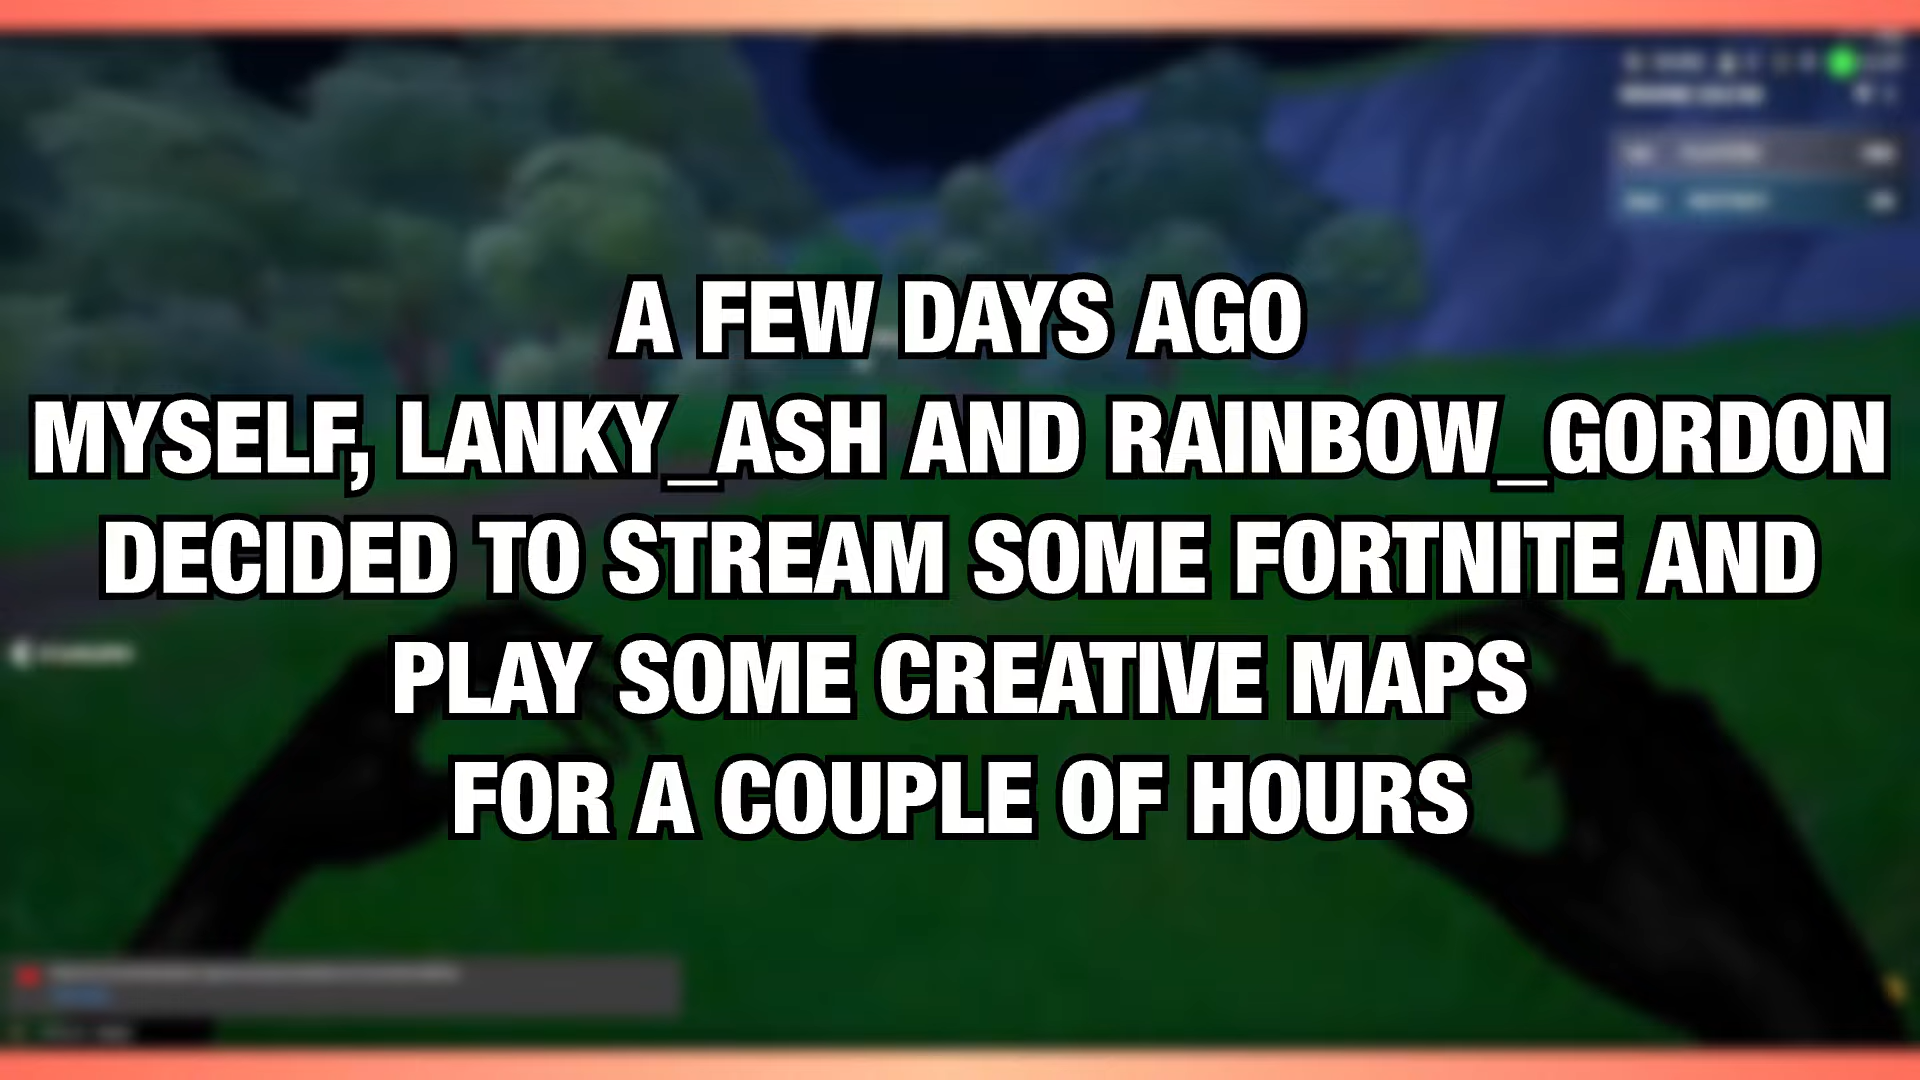 A FEW DAYS AGO
MYSELF, LANKY_ASH AND RAINBOW_GORDON
DECIDED TO STREAM SOME FORTNITE AND
PLAY SOME CREATIVE MAPS
FOR A COUPLE OF HOURS